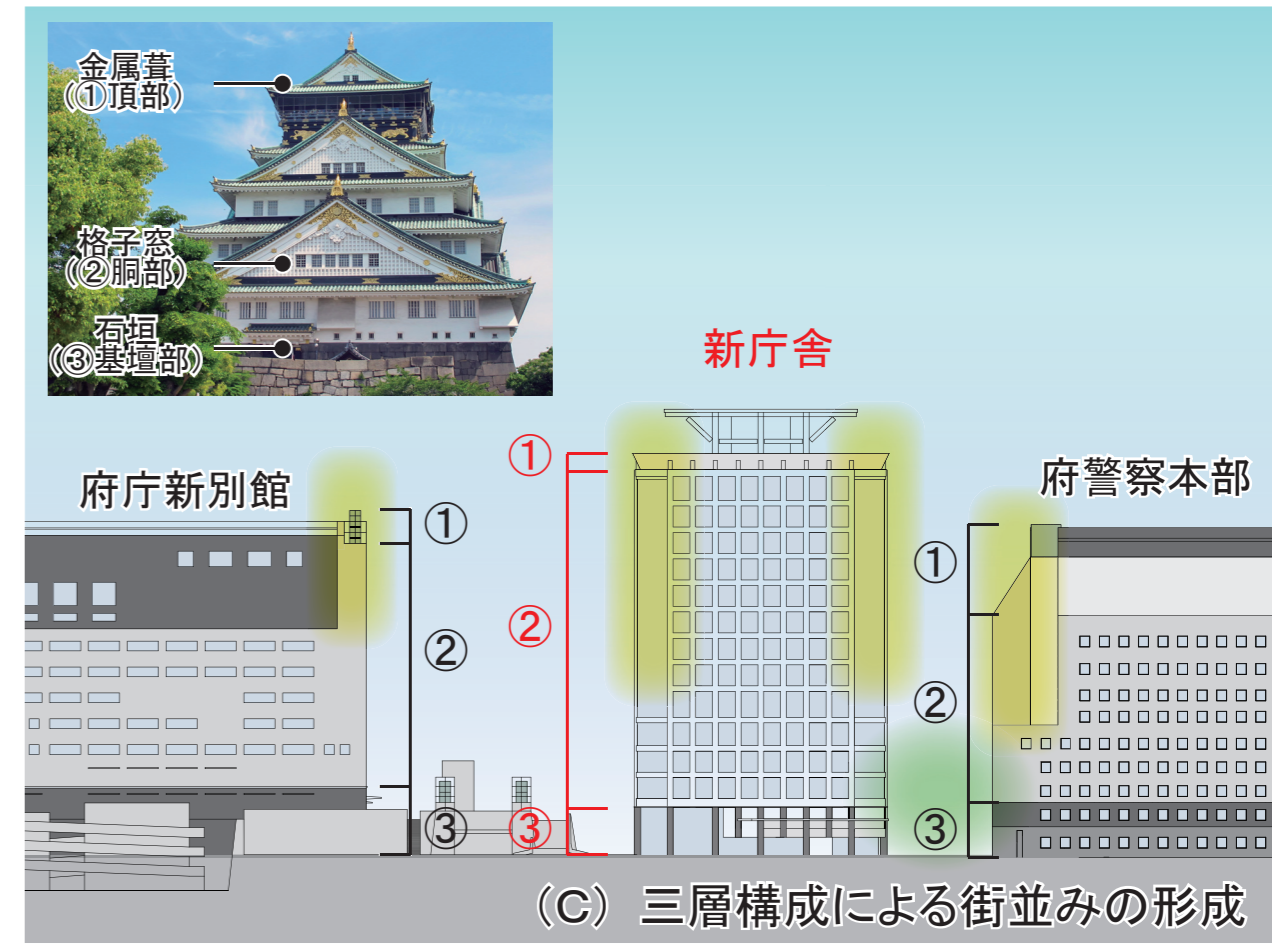 金属葺
(①頂部)
格子窓
(②胴部)
石垣
(③基壇部)
新庁舎
府庁新別館
府警察本部
①
②
③
①
②
③
①
②
③
(C) 三層構成による街並みの形成